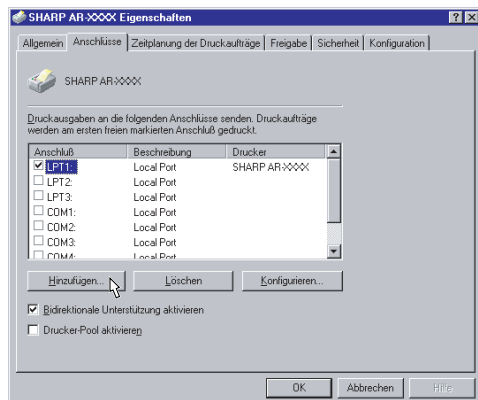 SHARP AR-XXXX Eigenschaften
Allgemein Anschlüsse Zeitplanung der Druckaufträge Freigabe Sicherheit Konfiguration
SHARP AR-XXXX
Druckausgaben an die folgenden Anschlüsse senden. Druckaufträge
werden am ersten freien markierten Anschluß gedruckt.
Anschluß Beschreibung Drucker
LPT1: Local Port SHARP AR-XXXX
LPT2: Local Port
LPT3: Local Port
COM1: Local Port
COM2: Local Port
COM3: Local Port
COM4: Local Port
Hinzufügen... Löschen Konfigurieren...
Bidirektionale Unterstützung aktivieren
Drucker-Pool aktivieren
OK Abbrechen Hilfe